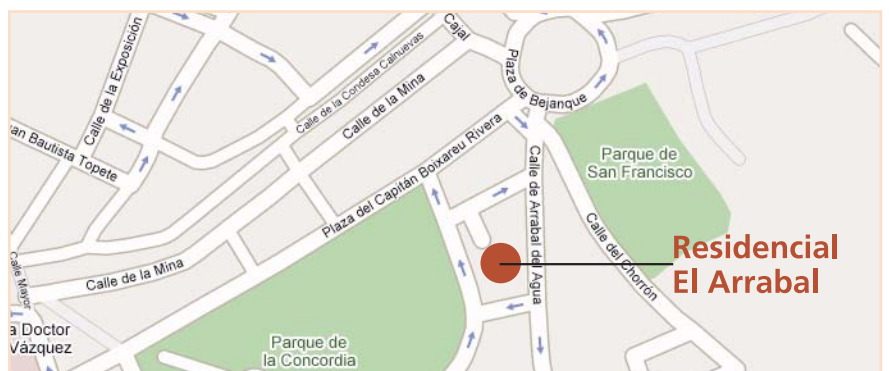 Cajal
Calle de la Exposición
Calle de la Condesa Calnuevas
Calle de la Mina
Plaza de Bejanque
an Bautista Topete
Plaza del Capitán Boixareu Rivera
Calle de Arrabal del Agua
Parque de
San Francisco
Calle del Chorrón
Residencial
El Arrabal
Calle Mayor
Calle de la Mina
a Doctor
Vázquez
Parque de
la Concordia